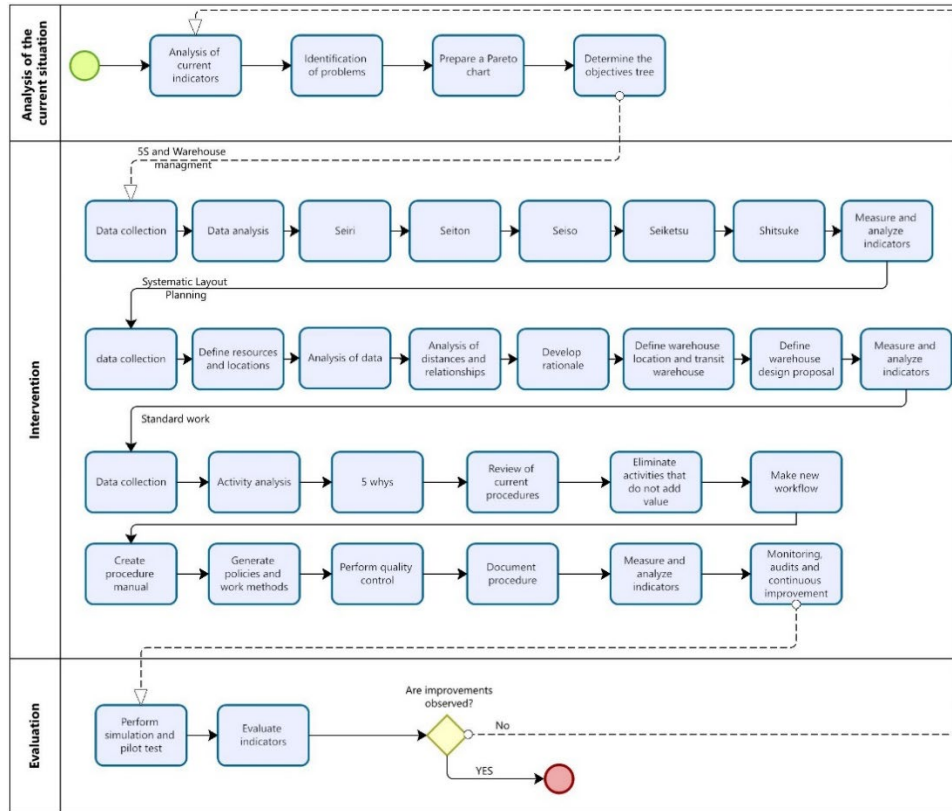 Analysis of the
current situation
Analysis of
current
indicators
Identification
of problems
Prepare a Pareto
chart
Determine the
objectives tree
Intervention
5S and Warehouse
managment
Data collection
Data analysis
Seiri
Seiton
Seiso
Seiketsu
Shitsuke
Measure and
analyze
indicators
Systematic Layout
Planning
data collection
Define resources
and locations
Analysis of data
Analysis of
distances and
relationships
Develop
rationale
Define warehouse
location and transit
warehouse
Define
warehouse
design proposal
Measure and
analyze
indicators
Standard work
Data collection
Activity analysis
5 whys
Review of
current
procedures
Eliminate
activities that
do not add
value
Make new
workflow
Create
procedure
manual
Generate
policies and
work methods
Perform quality
control
Document
procedure
Measure and
analyze
indicators
Monitoring,
audits and
continuous
improvement
Evaluation
Perform
simulation and
pilot test
Evaluate
indicators
Are improvements
observed?
No
YES